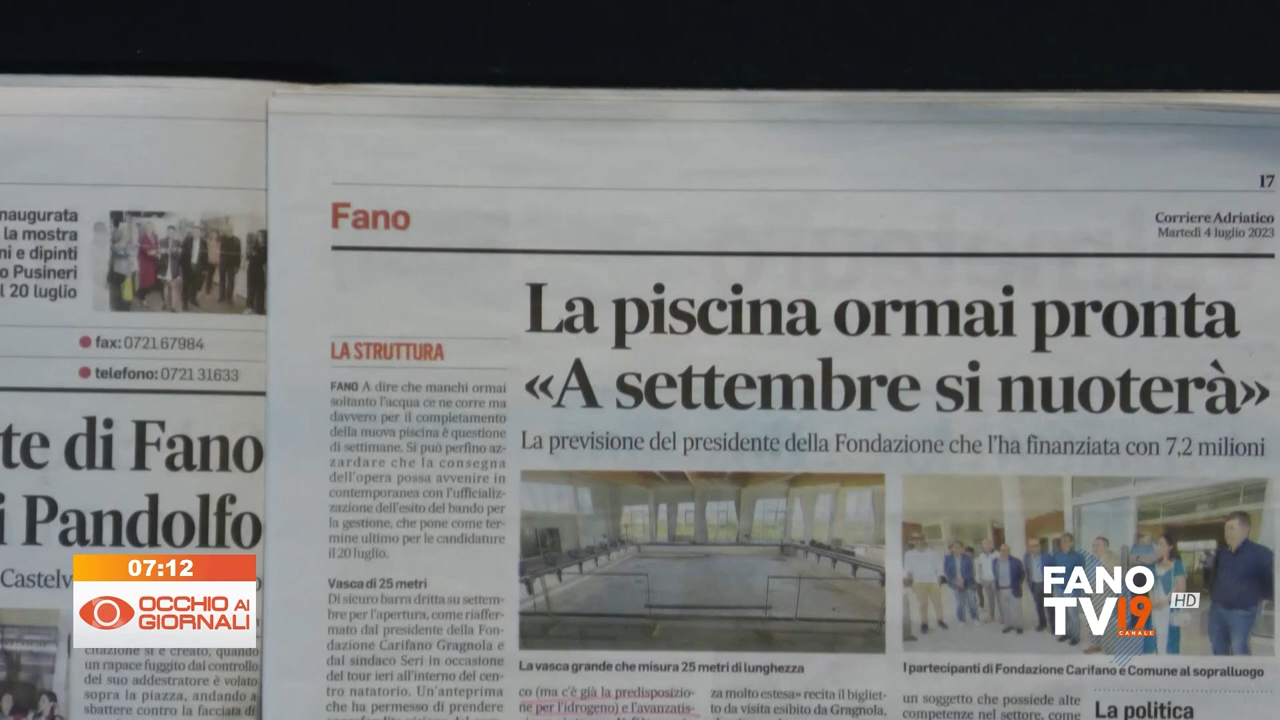 naugurata
la mostra
ni e dipinti
o Pusineri
l 20 luglio
fax: 0721 67984
telefono: 0721 31633
te di Fano
i Pandolfo
Castelv
citazione si è creato, quando
un rapace fuggito dal controllo
del suo addestratore è volato
sopra la piazza, andando a
sbattere contro la facciata di
17
Fano
Corriere Adriatico
Martedì 4 luglio 2023
La piscina ormai pronta
«A settembre si nuoterà»
La previsione del presidente della Fondazione che l'ha finanziata con 7,2 milioni
LA STRUTTURA
FANO A dire che manchi ormai
soltanto l'acqua ce ne corre ma
davvero per il completamento
della nuova piscina è questione
di settimane. Si può perfino az-
zardare che la consegna
dell'opera possa avvenire in
contemporanea con l'ufficializ-
zazione dell'esito del bando per
la gestione, che pone come ter-
mine ultimo per le candidature
il 20 luglio.
Vasca di 25 metri
Di sicuro barra dritta su settem-
bre per l'apertura, come riaffer-
mato dal presidente della Fon-
dazione Carifano Gragnola e
dal sindaco Seri in occasione
del tour ieri all'interno del cen-
tro natatorio. Un'anteprima
che ha permesso di prendere
La vasca grande che misura 25 metri di lunghezza
I partecipanti di Fondazione Carifano e Comune al sopralluogo
co (ma c'è già la predisposizio-
ne per l'idrogeno) e l'avanzatis-
za molto estesa» recita il bigliet-
to da visita esibito da Gragnola,
un soggetto che possiede alte
competenze nel settore, come
La politica
07:12
OCCHIO AI
GIORNALI
FANO
TV19
CANALE
HD